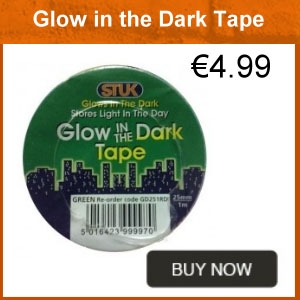 Glow in the Dark Tape
€4.99
STUK
Glows In The Dark
Stores Light In The Day
Glow IN THE Dark
Tape
GREEN Re-order code GD251RDI
25mm
1m
5 016423 999970
BUY NOW